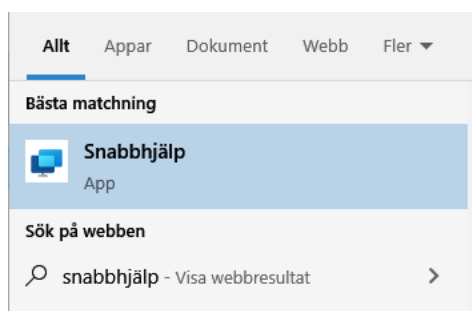 Allt Appar Dokument Webb Fler
Bästa matchning
Snabbhjälp
App
Sök på webben
snabbhjälp - Visa webbresultat